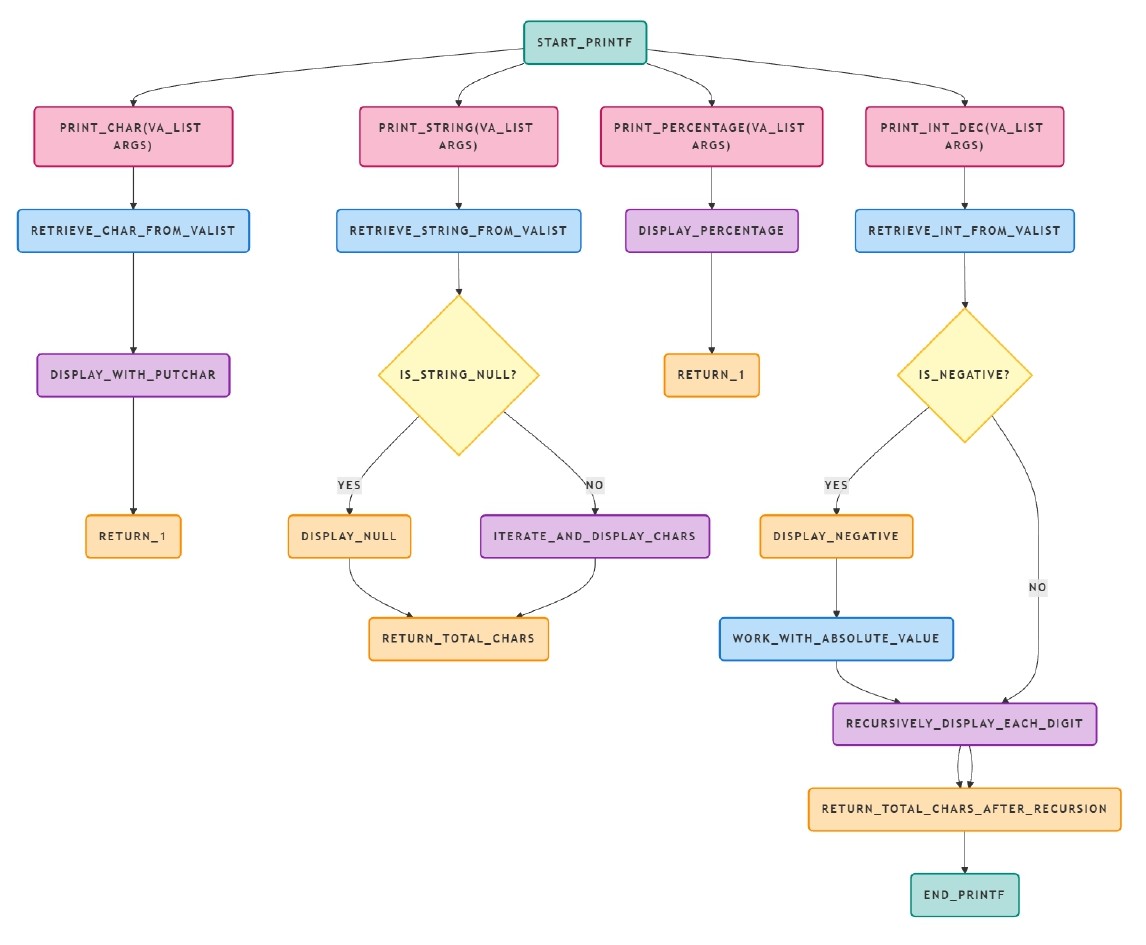 START_PRINTF
PRINT_CHAR(VA_LIST
ARGS)
PRINT_STRING(VA_LIST
ARGS)
PRINT_PERCENTAGE(VA_LIST
ARGS)
PRINT_INT_DEC(VA_LIST
ARGS)
RETRIEVE_CHAR_FROM_VALIST
RETRIEVE_STRING_FROM_VALIST
DISPLAY_PERCENTAGE
RETRIEVE_INT_FROM_VALIST
DISPLAY_WITH_PUTCHAR
IS_STRING_NULL?
RETURN_1
IS_NEGATIVE?
YES
NO
YES
RETURN_1
DISPLAY_NULL
ITERATE_AND_DISPLAY_CHARS
DISPLAY_NEGATIVE
NO
RETURN_TOTAL_CHARS
WORK_WITH_ABSOLUTE_VALUE
RECURSIVELY_DISPLAY_EACH_DIGIT
RETURN_TOTAL_CHARS_AFTER_RECURSION
END_PRINTF